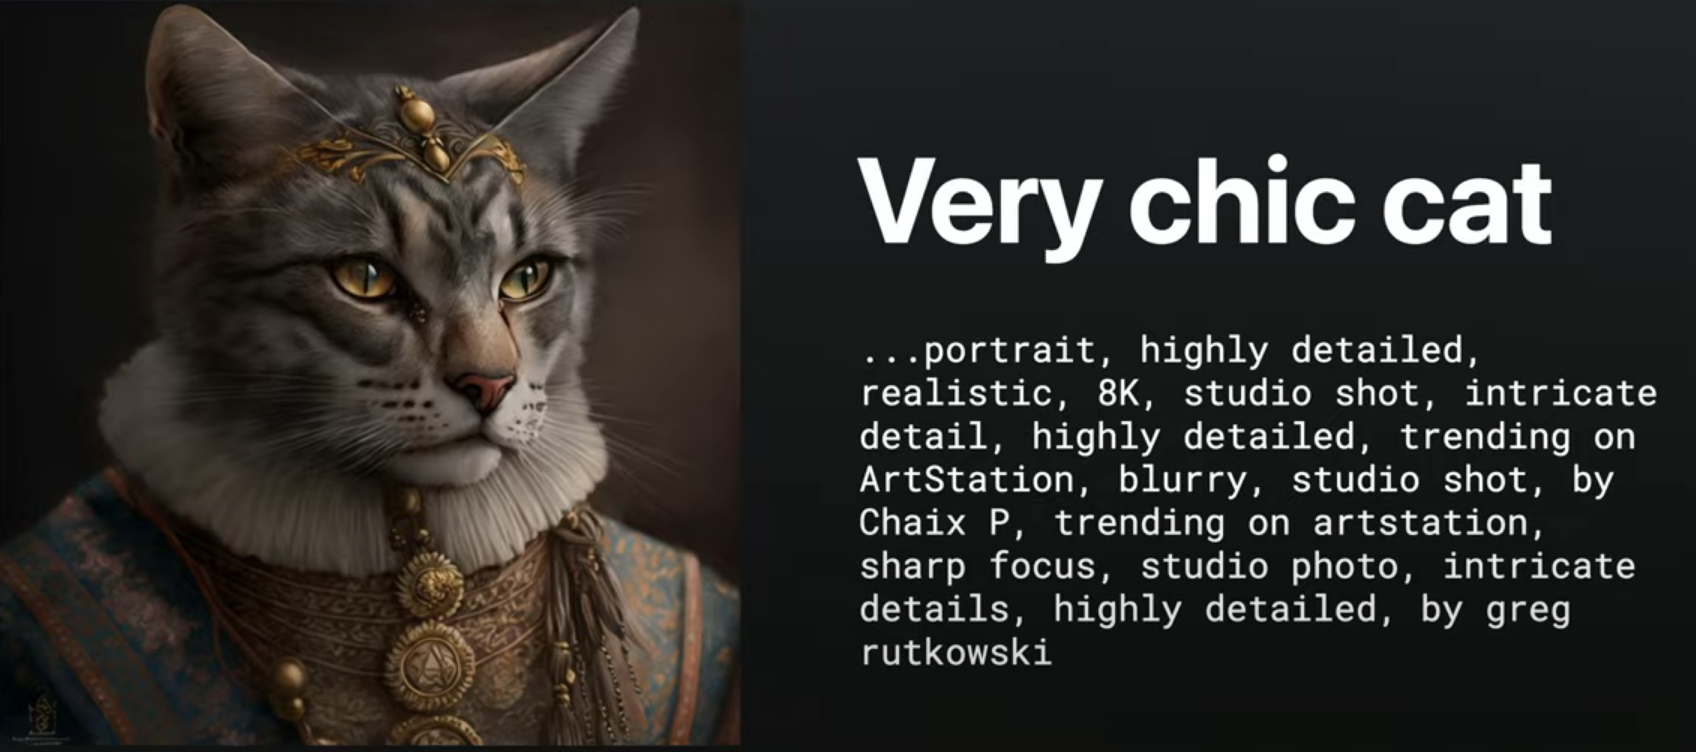 Very chic cat
...portrait, highly detailed,
realistic, 8K, studio shot, intricate
detail, highly detailed, trending on
ArtStation, blurry, studio shot, by
Chaix P, trending on artstation,
sharp focus, studio photo, intricate
details, highly detailed, by greg
rutkowski